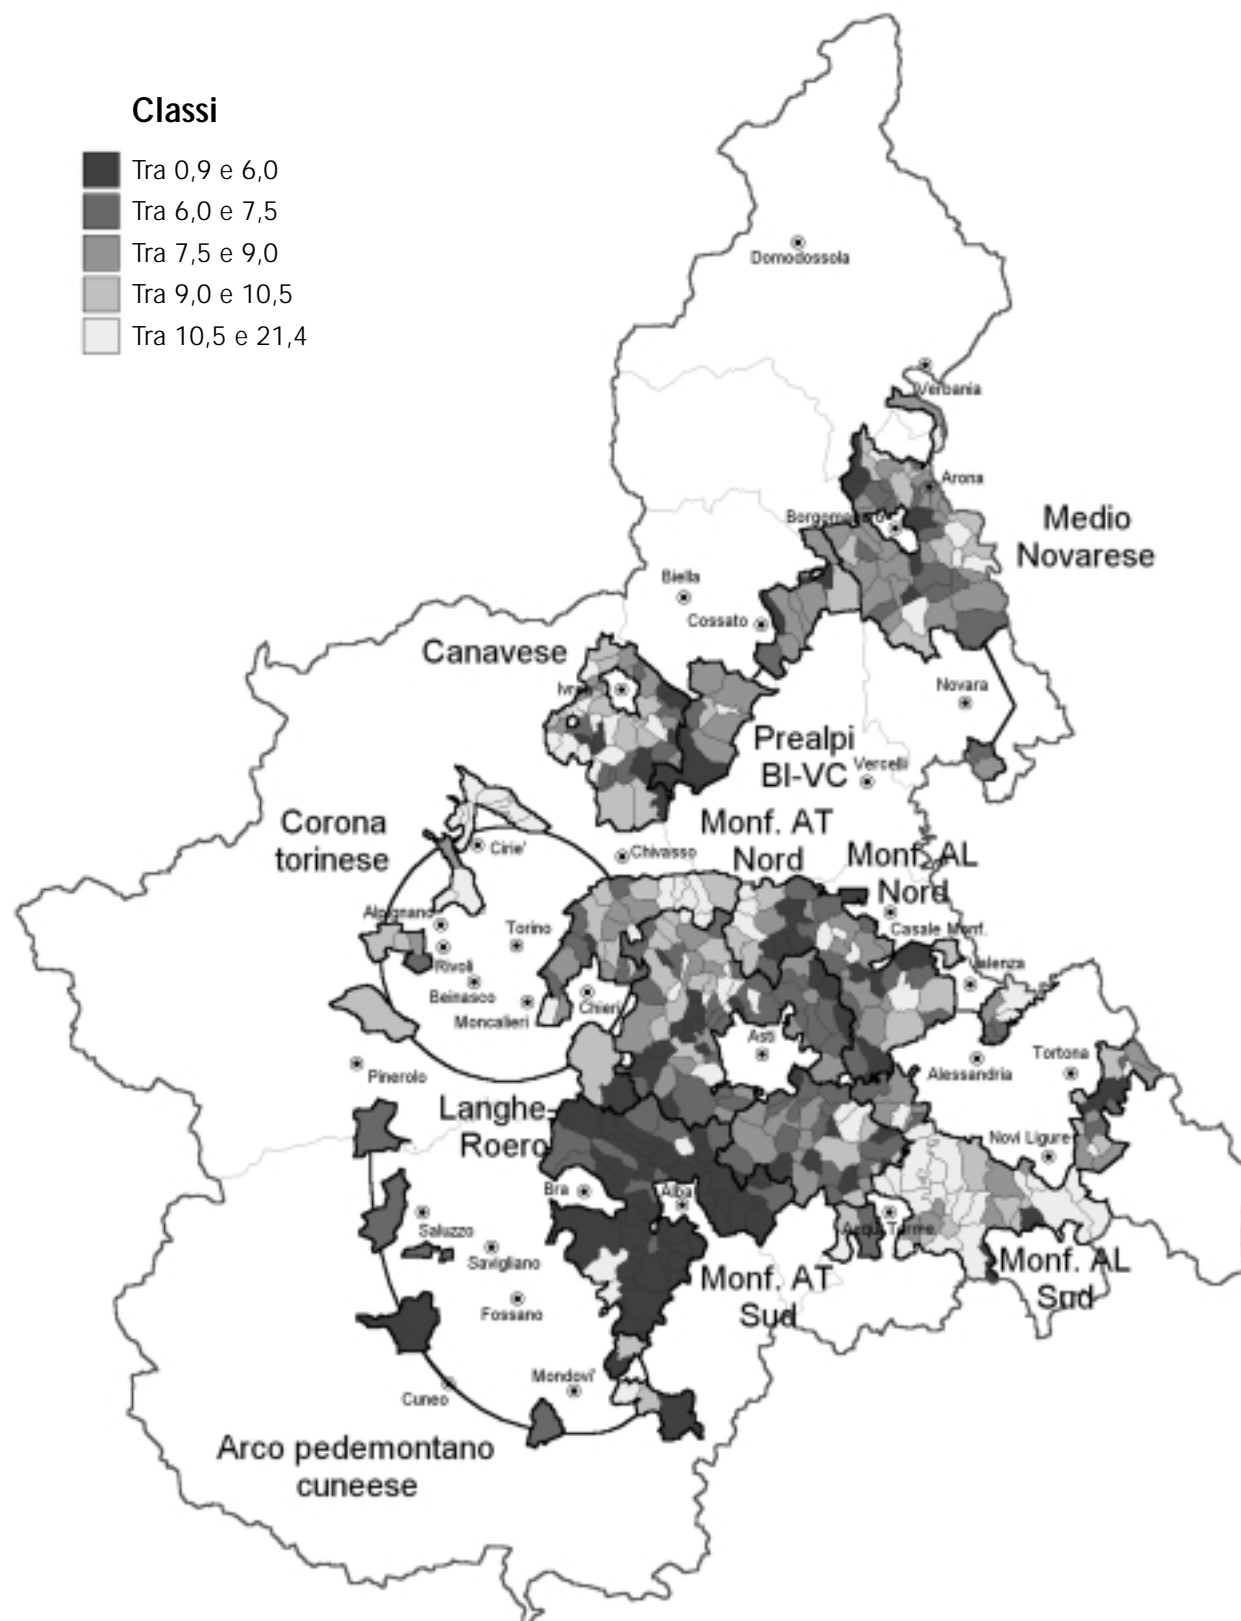 Classi
Tra 0,9 e 6,0
Tra 6,0 e 7,5
Tra 7,5 e 9,0
Tra 9,0 e 10,5
Tra 10,5 e 21,4
Domodossola
Verbania
Arona
Borgomanero
Medio
Novarese
Biella
Cossato
Canavese
Ivrea
Novara
Prealpi
BI-VC
Vercelli
Corona
torinese
Cirie'
Chivasso
Monf. AT
Nord
Monf. AL
Nord
Casale Monf.
Alpignano
Torino
Rivoli
Beinasco
Moncalieri
Chieri
Valenza
Asti
Pinerolo
Alessandria
Tortona
Langhe-
Roero
Novi Ligure
Bra
Alba
Saluzzo
Savigliano
Acqui Terme
Fossano
Monf. AT
Sud
Monf. AL
Sud
Cuneo
Mondovi'
Arco pedemontano
cuneese